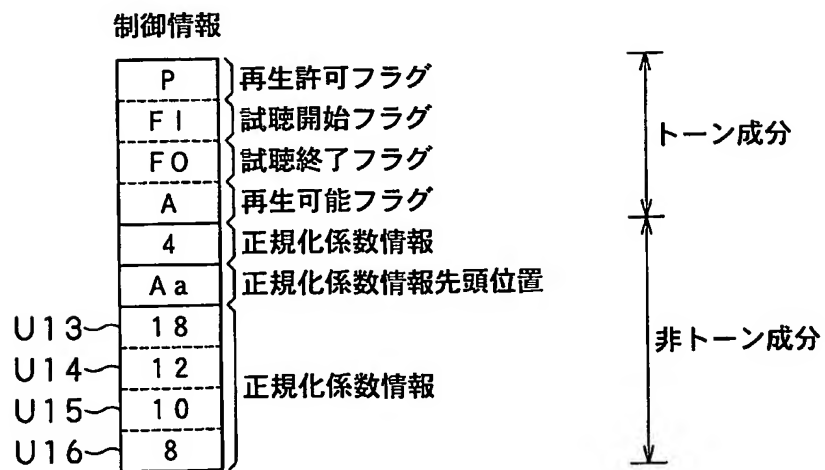 制御情報
P 再生許可フラグ
FI 試聴開始フラグ
FO 試聴終了フラグ
トーン成分
A 再生可能フラグ
4 正規化係数情報
Aa 正規化係数情報先頭位置
U13 18
非トーン成分
U14 12
正規化係数情報
U15 10
U16 8